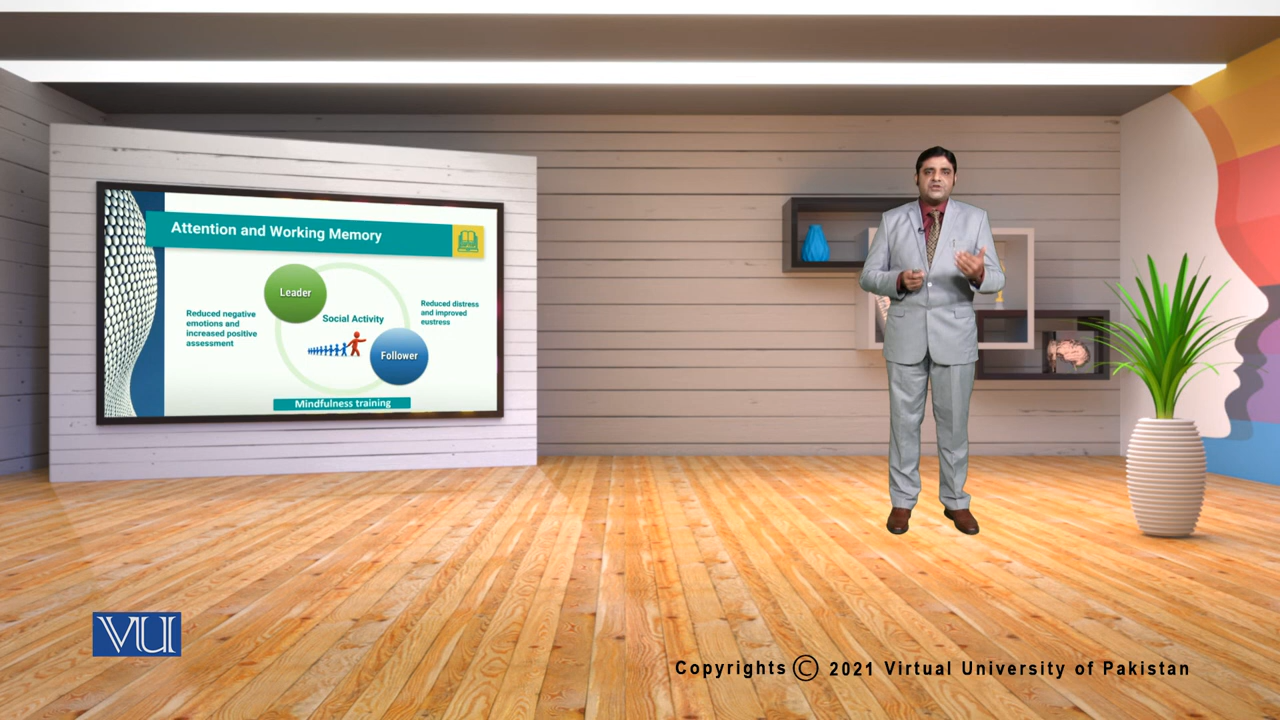 Attention and Working Memory
Leader
Reduced negative
emotions and
increased positive
assessment
Social Activity
Reduced distress
and improved
eustress
Follower
Mindfulness training
VU
Copyrights © 2021 Virtual University of Pakistan